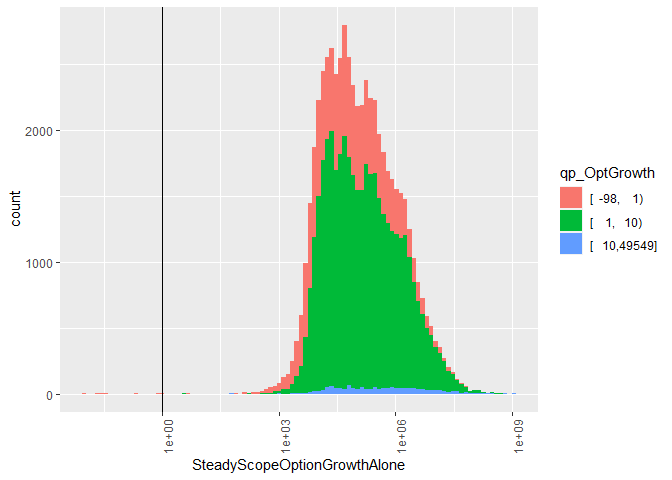 2000
1000
0
count
1e+00
1e+03
1e+06
1e+09
SteadyScopeOptionGrowthAlone
qp_OptGrowth
[ -98, 1)
[ 1, 10)
[ 10,49549]